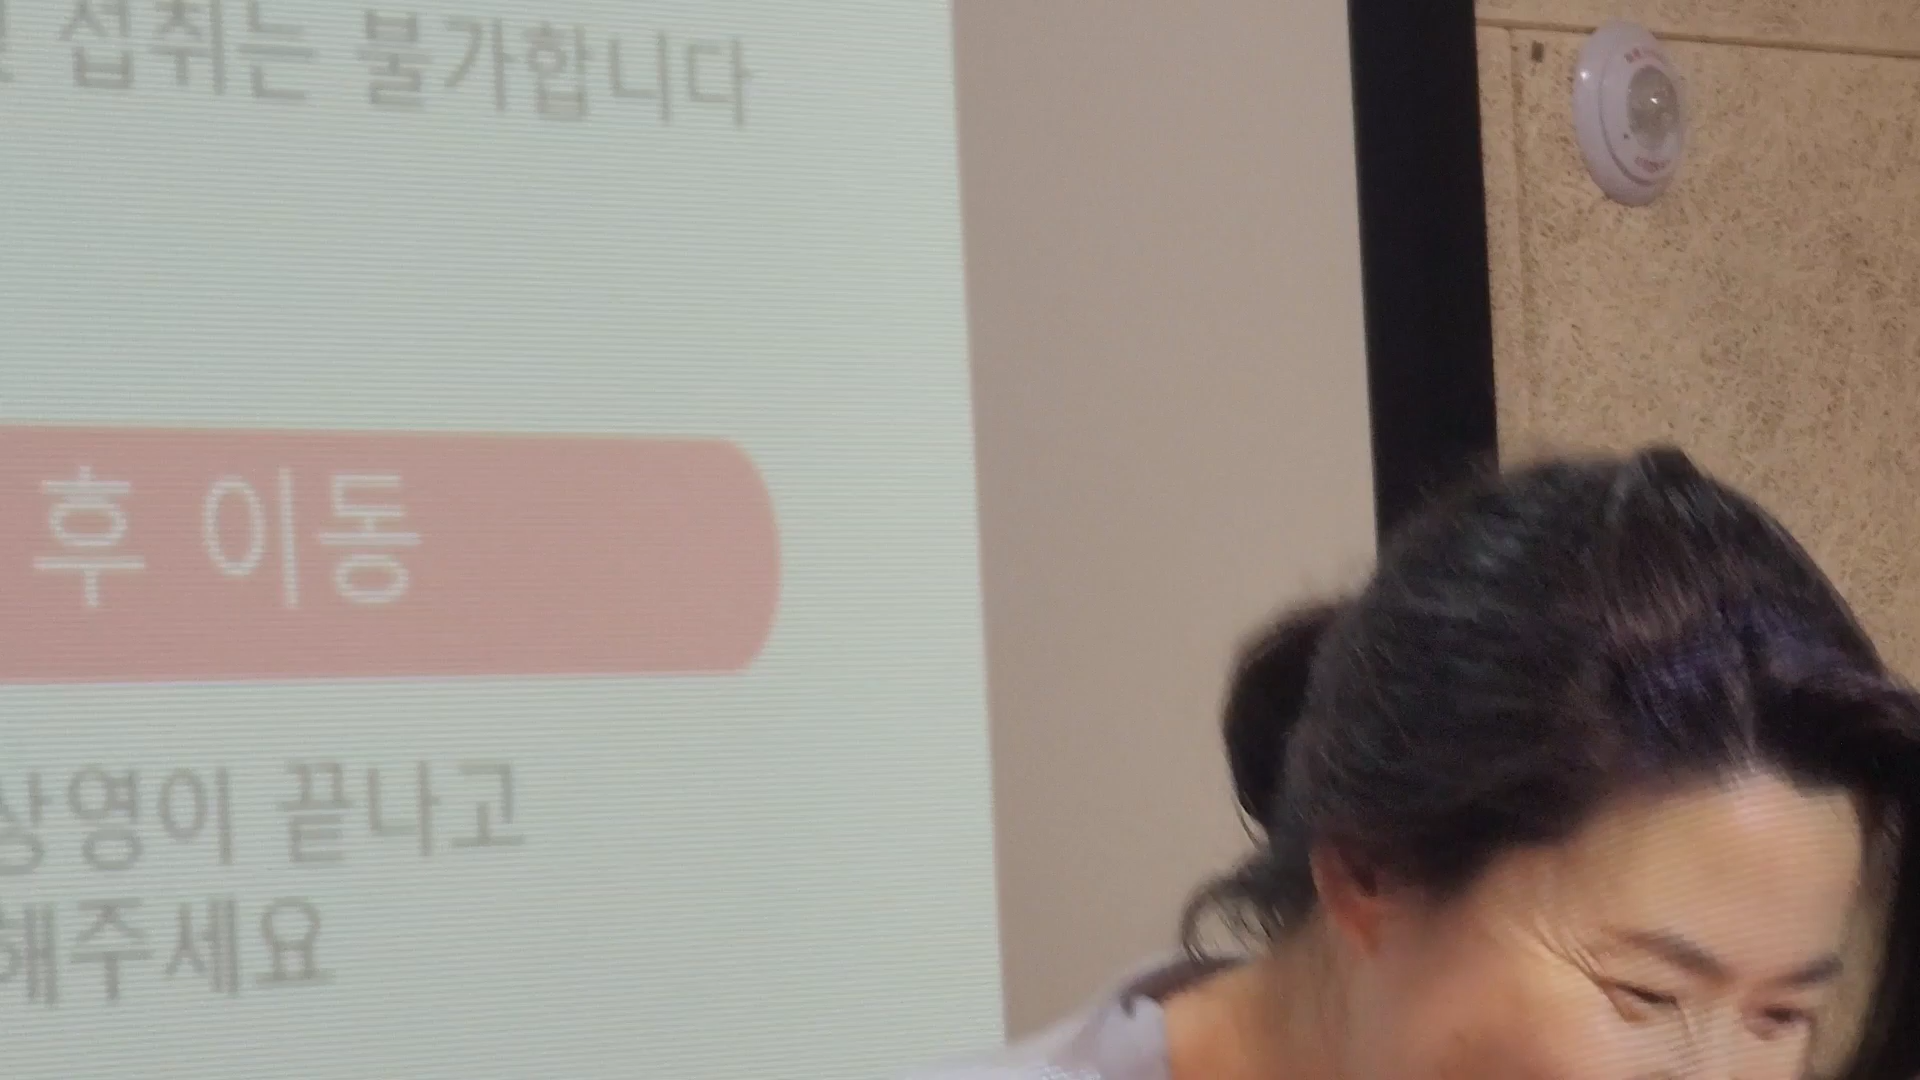 섭취는 불가합니다
후 이동
상영이 끝나고
해주세요